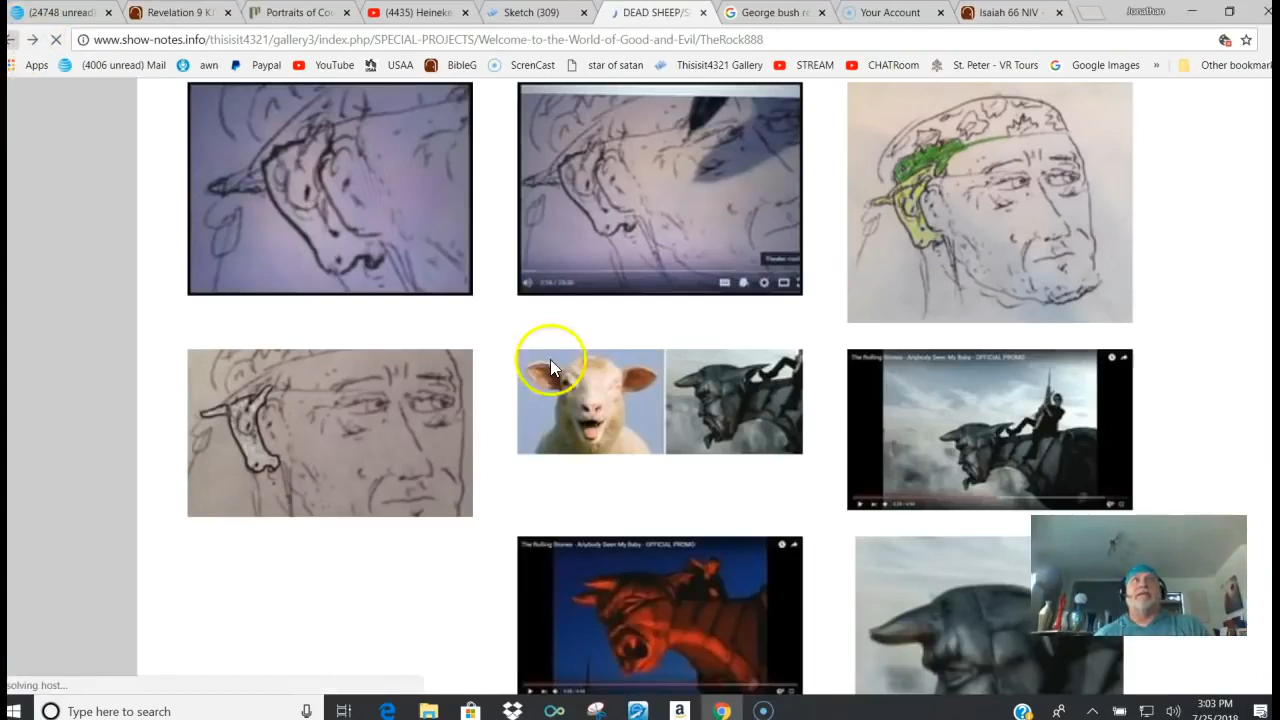 (24748 unread)
Revelation 9 KJ
Portraits of Cou
(4435) Heineke
Sketch (309)
DEAD SHEEP/S
George bush re
Your Account
Isaiah 66 NIV -
Jonathan
www.show-notes.info/thisisit4321/gallery3/index.php/SPECIAL-PROJECTS/Welcome-to-the-World-of-Good-and-Evil/TheRock888
Apps
(4006 unread) Mail
awn
Paypal
YouTube
USAA
BibleG
ScrenCast
star of satan
Thisisit4321 Gallery
STREAM
CHATRoom
St. Peter - VR Tours
Google Images
»
Other bookmar
The Rolling Stones - Anybody Seen My Baby - OFFICIAL PROMO
The Rolling Stones - Anybody Seen My Baby - OFFICIAL PROMO
solving host...
Type here to search
3:03 PM
7/25/2018